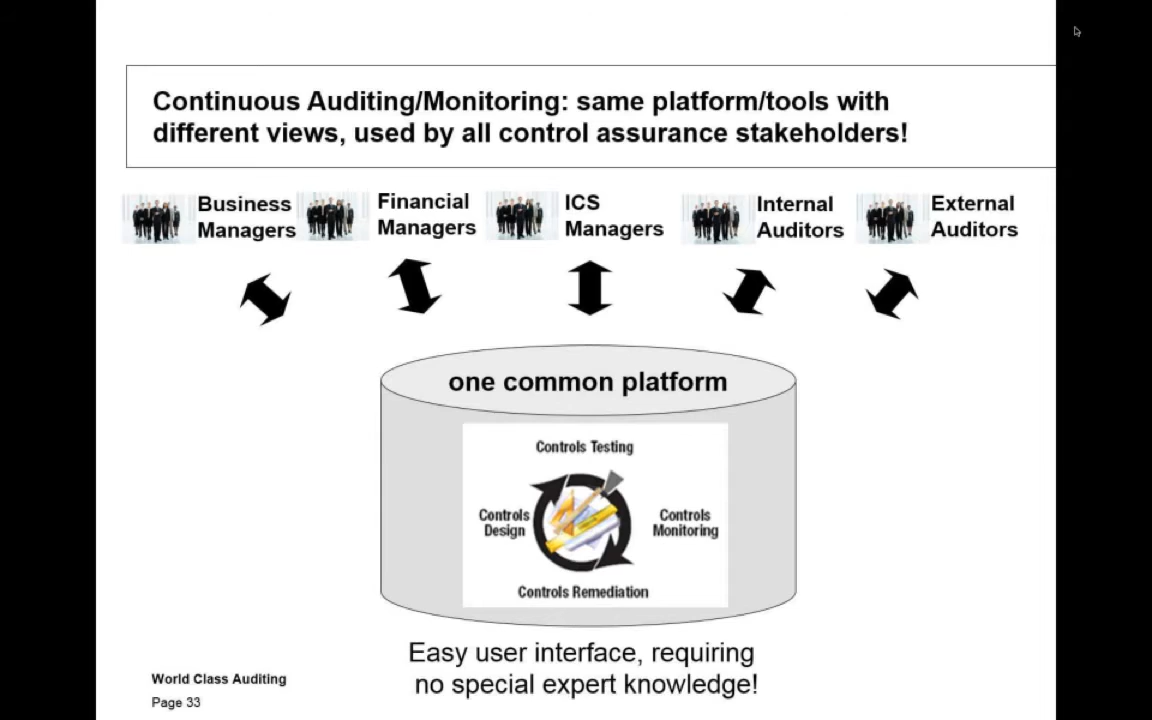 Continuous Auditing/Monitoring: same platform/tools with
different views, used by all control assurance stakeholders!
Business
Managers
Financial
Managers
ICS
Managers
Internal
Auditors
External
Auditors
one common platform
Controls Testing
Controls
Design
Controls
Monitoring
Controls Remediation
Easy user interface, requiring
no special expert knowledge!
World Class Auditing
Page 33